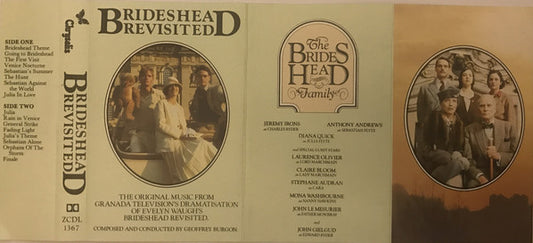 Chrysalis
SIDE ONE
Brideshead Theme
Going to Brideshead
The First Visit
Venice Nocturne
Sebastian's Summer
The Hunt
Sebastian Against
the World
Julia In Love
SIDE TWO
Julia
Rain in Venice
General Strike
Fading Light
Julia's Theme
Sebastian Alone
Orphans Of The
Storm
Finale
BRIDESHEAD
REVISITED
ZCDL
1367
BRIDESHEAD
REVISITED
THE ORIGINAL MUSIC FROM
GRANADA TELEVISION'S DRAMATISATION
OF EVELYN WAUGH'S
BRIDESHEAD REVISITED.
COMPOSED AND CONDUCTED BY GEOFFREY BURGON
The
BRIDES
HEAD
Family
JEREMY IRONS
as CHARLES RYDER
ANTHONY ANDREWS
as SEBASTIAN FLYTE
DIANA QUICK
as JULIA FLYTE
and SPECIAL GUEST STARS
LAURENCE OLIVIER
as LORD MARCHMAIN
CLAIRE BLOOM
as LADY MARCHMAIN
STEPHANE AUDRAN
as CARA
MONA WASHBOURNE
as NANNY HAWKINS
JOHN LE MESURIER
as FATHER MOWBRAY
and
JOHN GIELGUD
as EDWARD RYDER